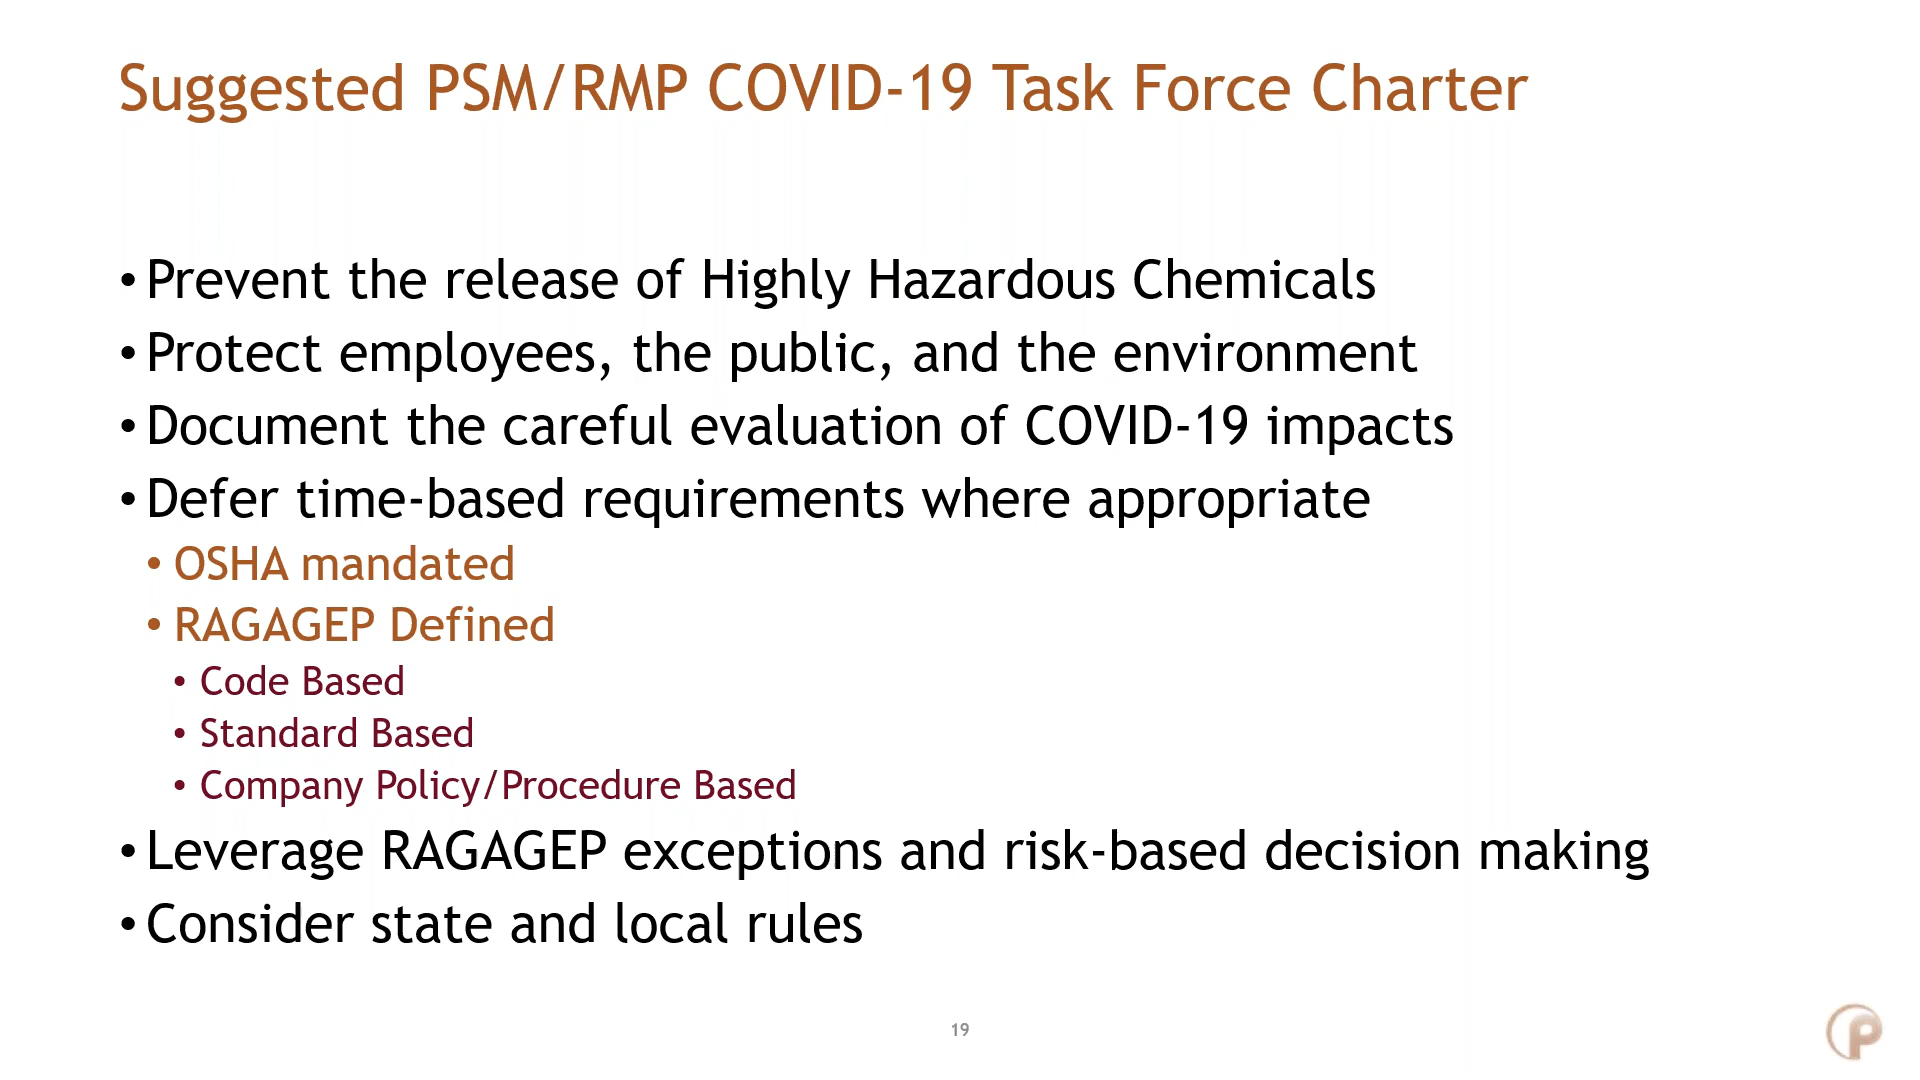 Suggested PSM/RMP COVID-19 Task Force Charter
• Prevent the release of Highly Hazardous Chemicals
• Protect employees, the public, and the environment
• Document the careful evaluation of COVID-19 impacts
• Defer time-based requirements where appropriate
• OSHA mandated
• RAGAGEP Defined
• Code Based
• Standard Based
• Company Policy/Procedure Based
• Leverage RAGAGEP exceptions and risk-based decision making
• Consider state and local rules
19
P